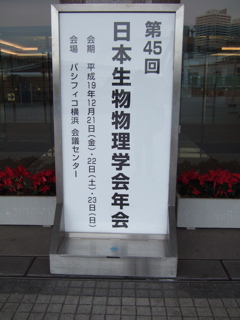 第45回
日本生物物理学会年会
会期 平成19年12月21日(金)・22日(土)・23日(日)
会場 パシフィコ横浜 会議センター